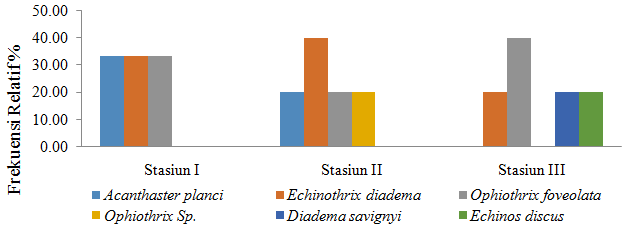 Frekuensi Relatif%
50.00
40.00
30.00
20.00
10.00
0.00
Stasiun I
Stasiun II
Stasiun III
Acanthaster planci
Echinothrix diadema
Ophiothrix foveolata
Ophiothrix Sp.
Diadema savignyi
Echinos discus